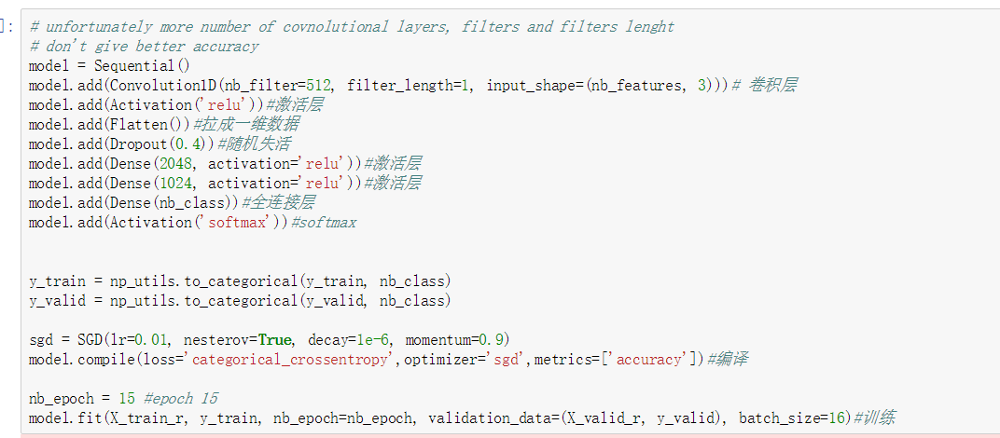 ]:
# unfortunately more number of covnolutional layers, filters and filters lenght
# don't give better accuracy
model = Sequential()
model.add(Convolution1D(nb_filter=512, filter_length=1, input_shape=(nb_features, 3)))# 卷积层
model.add(Activation('relu'))#激活层
model.add(Flatten())#拉成一维数据
model.add(Dropout(0.4))#随机失活
model.add(Dense(2048, activation='relu'))#激活层
model.add(Dense(1024, activation='relu'))#激活层
model.add(Dense(nb_class))#全连接层
model.add(Activation('softmax'))#softmax
y_train = np_utils.to_categorical(y_train, nb_class)
y_valid = np_utils.to_categorical(y_valid, nb_class)
sgd = SGD(lr=0.01, nesterov=True, decay=1e-6, momentum=0.9)
model.compile(loss='categorical_crossentropy',optimizer='sgd',metrics=['accuracy'])#编译
nb_epoch = 15 #epoch 15
model.fit(X_train_r, y_train, nb_epoch=nb_epoch, validation_data=(X_valid_r, y_valid), batch_size=16)#训练